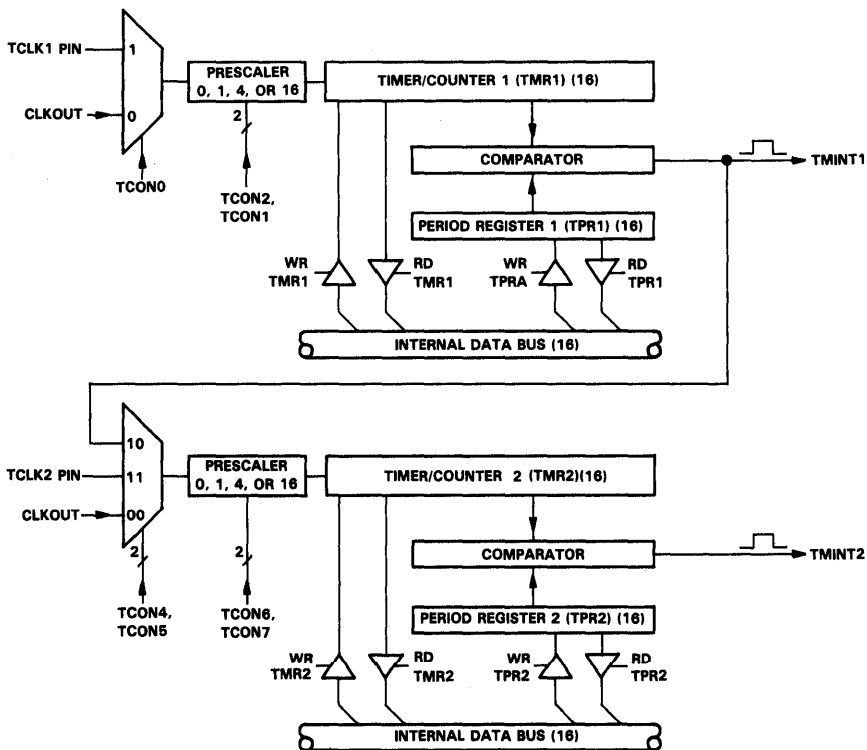 TCLK1 PIN
1
CLKOUT
0
TCON0
PRESCALER
0, 1, 4, OR 16
2
TCON2,
TCON1
TIMER/COUNTER 1 (TMR1) (16)
COMPARATOR
TMINT1
PERIOD REGISTER 1 (TPR1) (16)
WR
TMR1
RD
TMR1
WR
TPRA
RD
TPR1
INTERNAL DATA BUS (16)
10
TCLK2 PIN
11
CLKOUT
00
2
TCON4,
TCON5
PRESCALER
0, 1, 4, OR 16
2
TCON6,
TCON7
TIMER/COUNTER 2 (TMR2)(16)
COMPARATOR
TMINT2
PERIOD REGISTER 2 (TPR2) (16)
WR
TMR2
RD
TMR2
WR
TPR2
RD
TPR2
INTERNAL DATA BUS (16)